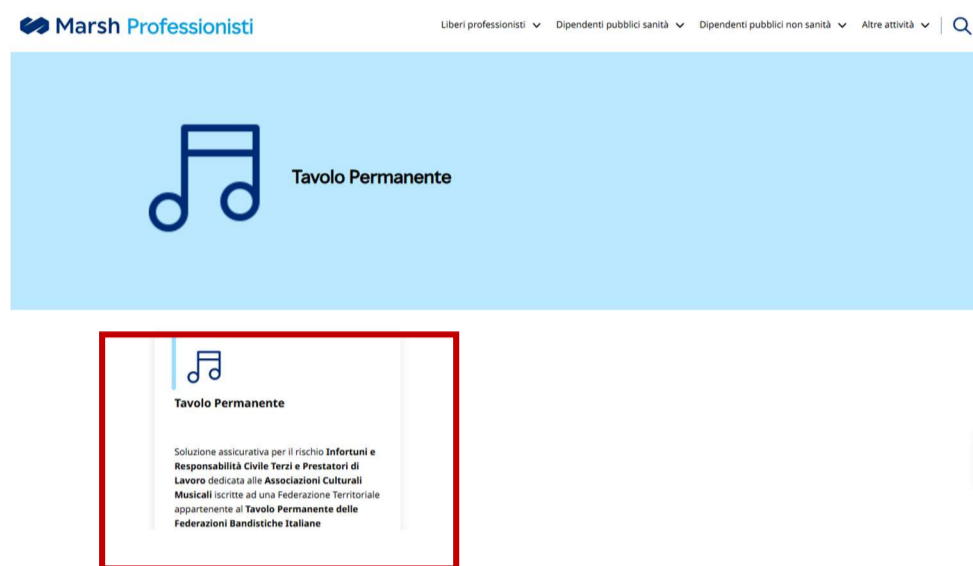 Marsh Professionisti
Liberi professionisti Dipendenti pubblici sanità Dipendenti pubblici non sanità Altre attività
Tavolo Permanente
Tavolo Permanente
Soluzione assicurativa per il rischio Infortuni e
Responsabilità Civile Terzi e Prestatori di
Lavoro dedicata alle Associazioni Culturali
Musicali iscritte ad una Federazione Territoriale
appartenente al Tavolo Permanente delle
Federazioni Bandistiche Italiane